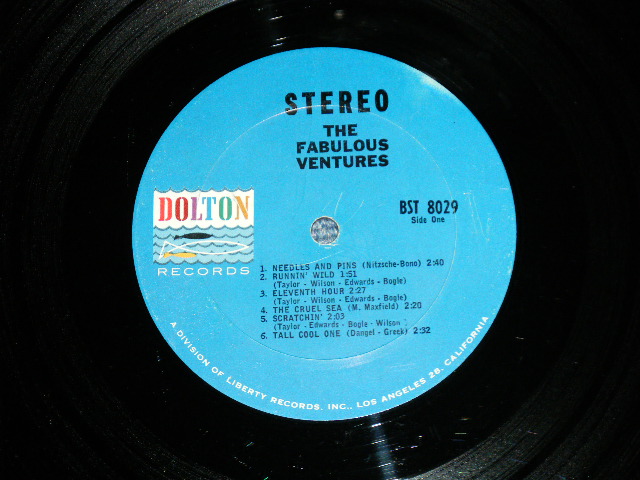 STEREO
THE
FABULOUS
VENTURES
DOLTON
RECORDS
BST 8029
Side One
1. NEEDLES AND PINS (Nitzsche-Bono) 2:40
2. RUNNIN' WILD 1:51
(Taylor - Wilson - Edwards - Bogle)
3. ELEVENTH HOUR 2:27
(Taylor - Wilson - Edwards - Bogle)
4. THE CRUEL SEA (M. Maxfield) 2:20
5. SCRATCHIN' 2:03
(Taylor - Edwards - Bogle - Wilson)
6. TALL COOL ONE (Dangel - Greek) 2:32
A DIVISION OF LIBERTY RECORDS, INC., LOS ANGELES 28, CALIFORNIA